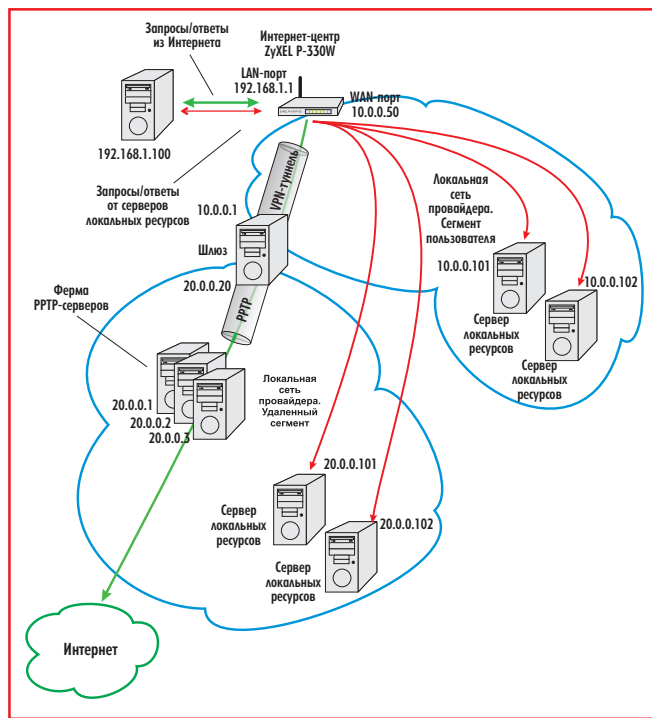 Запросы/ответы
из Интернета
Интернет-центр
ZyXEL P-330W
LAN-порт
192.168.1.1
WAN-порт
10.0.0.50
192.168.1.100
Запросы/ответы
от серверов
локальных ресурсов
VPN-туннель
10.0.0.1
Шлюз
20.0.0.20
PPTP
Локальная
сеть
провайдера.
Сегмент
пользователя
10.0.0.101
10.0.0.102
Сервер
локальных
ресурсов
Сервер
локальных
ресурсов
Ферма
PPTP-серверов
20.0.0.1
20.0.0.2
20.0.0.3
Локальная
сеть
провайдера.
Удаленный
сегмент
20.0.0.101
Сервер
локальных
ресурсов
20.0.0.102
Сервер
локальных
ресурсов
Интернет